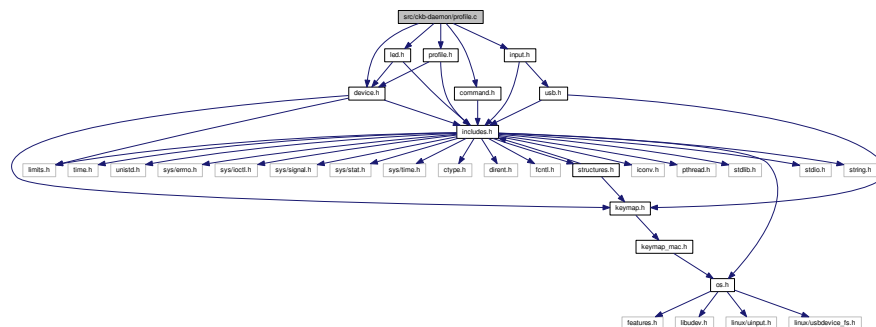 src/ckb-daemon/profile.c
led.h
profile.h
input.h
device.h
command.h
usb.h
includes.h
limits.h
time.h
unistd.h
sys/errno.h
sys/ioctl.h
sys/signal.h
sys/stat.h
sys/time.h
ctype.h
dirent.h
fcntl.h
structures.h
iconv.h
pthread.h
stdlib.h
stdio.h
string.h
keymap.h
keymap_mac.h
os.h
features.h
libudev.h
linux/uinput.h
linux/usbdevice_fs.h